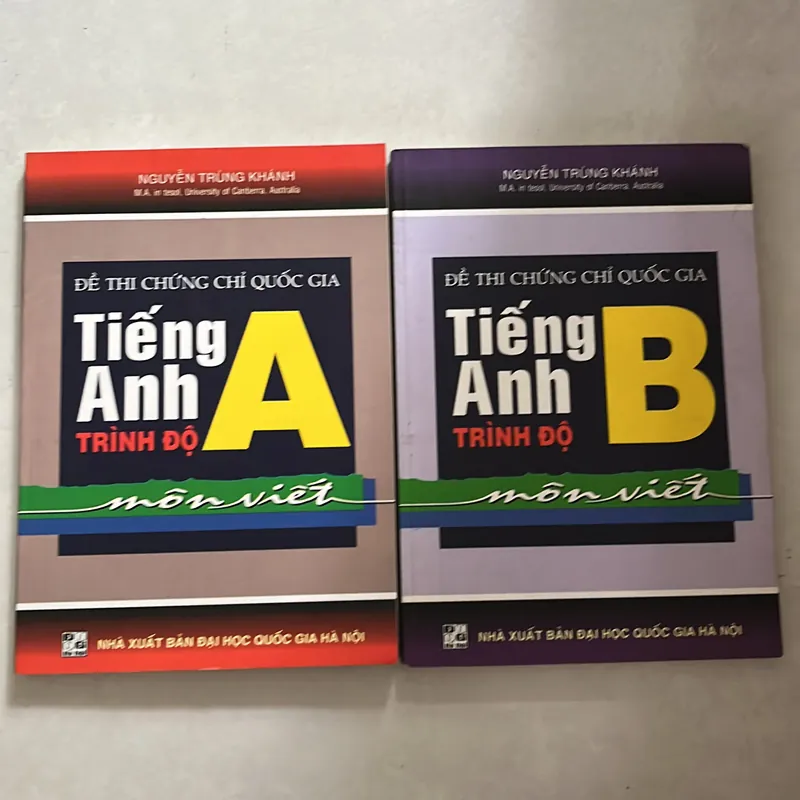 NGUYỄN TRÙNG KHÁNH
M.A. in tesol, University of Canberra, Australia
ĐỀ THI CHỨNG CHỈ QUỐC GIA
Tiếng
Anh
A
TRÌNH ĐỘ
môn viết
NHÀ XUẤT BẢN ĐẠI HỌC QUỐC GIA HÀ NỘI
NGUYỄN TRÙNG KHÁNH
M.A. in tesol, University of Canberra, Australia
ĐỀ THI CHỨNG CHỈ QUỐC GIA
Tiếng
Anh
B
TRÌNH ĐỘ
môn viết
NHÀ XUẤT BẢN ĐẠI HỌC QUỐC GIA HÀ NỘI